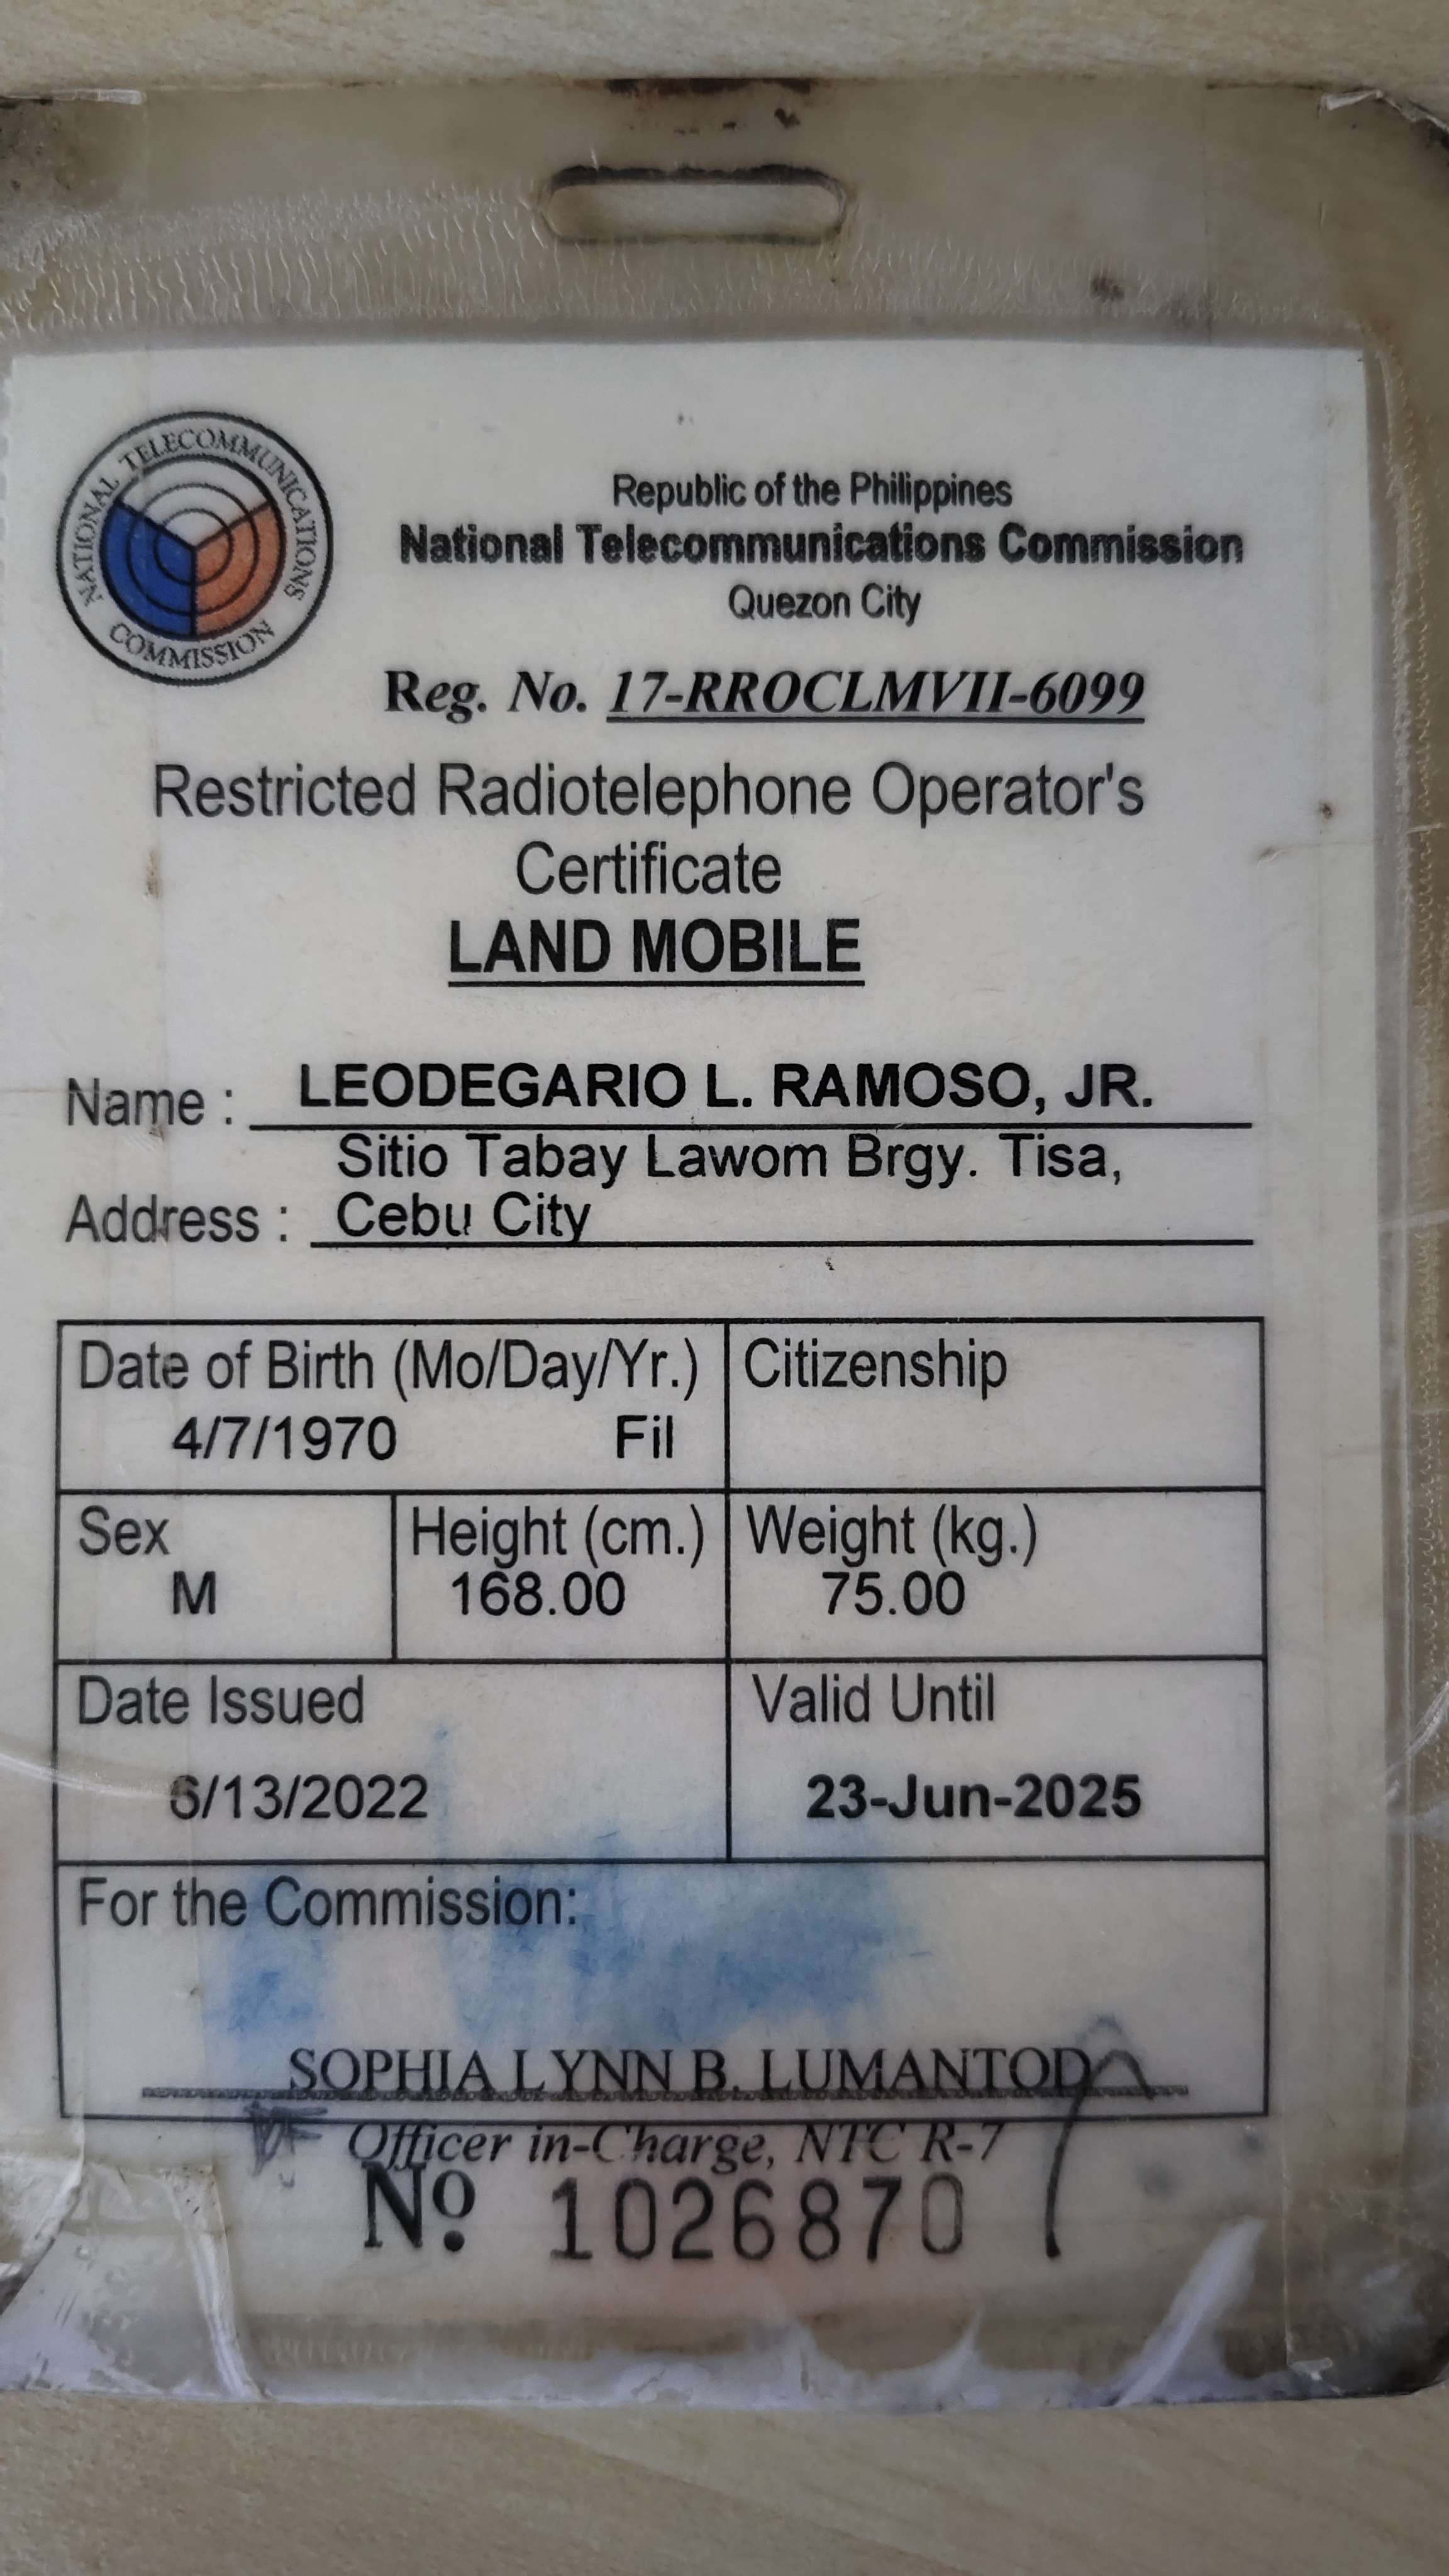 NATIONAL TELECOMMUNICATIONS COMMISSION
Republic of the Philippines
National Telecommunications Commission
Quezon City
Reg. No. 17-RROCLMVII-6099
Restricted Radiotelephone Operator's
Certificate
LAND MOBILE
Name : LEODEGARIO L. RAMOSO, JR.
Sitio Tabay Lawom Brgy. Tisa,
Address : Cebu City
Date of Birth (Mo/Day/Yr.) Citizenship
4/7/1970 Fil
Sex Height (cm.) Weight (kg.)
M 168.00 75.00
Date Issued Valid Until
6/13/2022 23-Jun-2025
For the Commission:
SOPHIA LYNN B. LUMANTOD
Officer in-Charge, NTC R-7
Nº 1026870